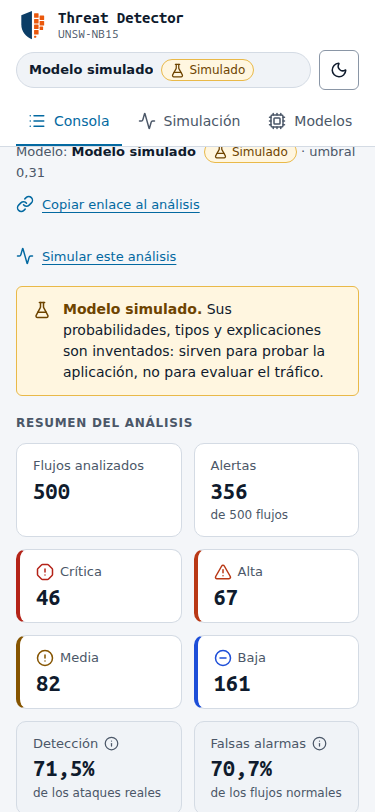 Threat Detector
UNSW-NB15
Modelo simulado Simulado
Consola Simulación Modelos
Modelo: Modelo simulado Simulado · umbral
0,31
Copiar enlace al análisis
Simular este análisis
Modelo simulado. Sus
probabilidades, tipos y explicaciones
son inventados: sirven para probar la
aplicación, no para evaluar el tráfico.
RESUMEN DEL ANÁLISIS
Flujos analizados
500
Alertas
356
de 500 flujos
Crítica
46
Alta
67
Media
82
Baja
161
Detección
71,5%
de los ataques reales
Falsas alarmas
70,7%
de los flujos normales